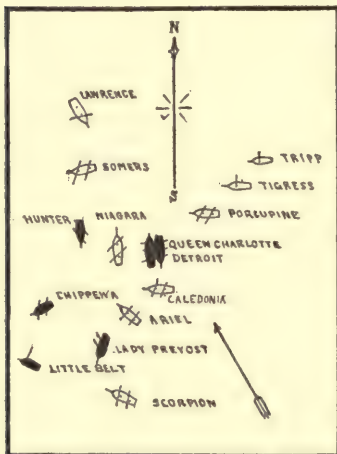 N
LAWRENCE
SOMERS
TRIPP
TIGRESS
PORCUPINE
HUNTER NIAGARA
QUEEN CHARLOTTE
DETROIT
CHIPPEWA
CALEDONIA
ARIEL
LADY PREVOST
LITTLE BELT
SCORPION